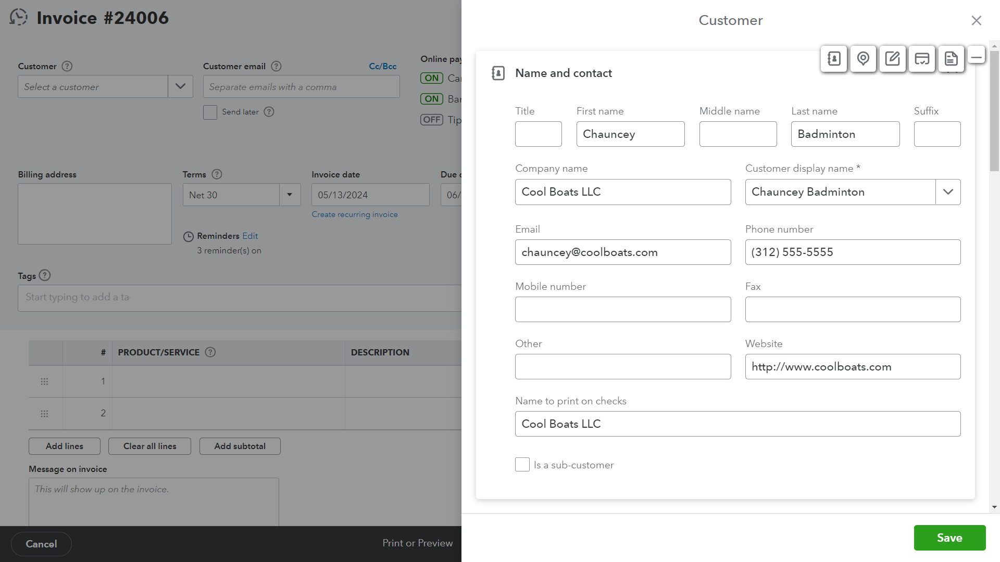 Invoice #24006
Customer
Select a customer
Customer email
Cc/Bcc
Separate emails with a comma
Send later
Online pay
ON Car
ON Ban
OFF Tip
Billing address
Terms
Net 30
Invoice date
05/13/2024
Due d
06/
Create recurring invoice
Reminders Edit
3 reminder(s) on
Tags
Start typing to add a ta
# PRODUCT/SERVICE DESCRIPTION
1
2
Add lines
Clear all lines
Add subtotal
Message on invoice
This will show up on the invoice.
Cancel
Print or Preview
Customer
Name and contact
Title First name Middle name Last name Suffix
Chauncey Badminton
Company name Customer display name *
Cool Boats LLC Chauncey Badminton
Email Phone number
chauncey@coolboats.com (312) 555-5555
Mobile number Fax
Other Website
http://www.coolboats.com
Name to print on checks
Cool Boats LLC
Is a sub-customer
Save